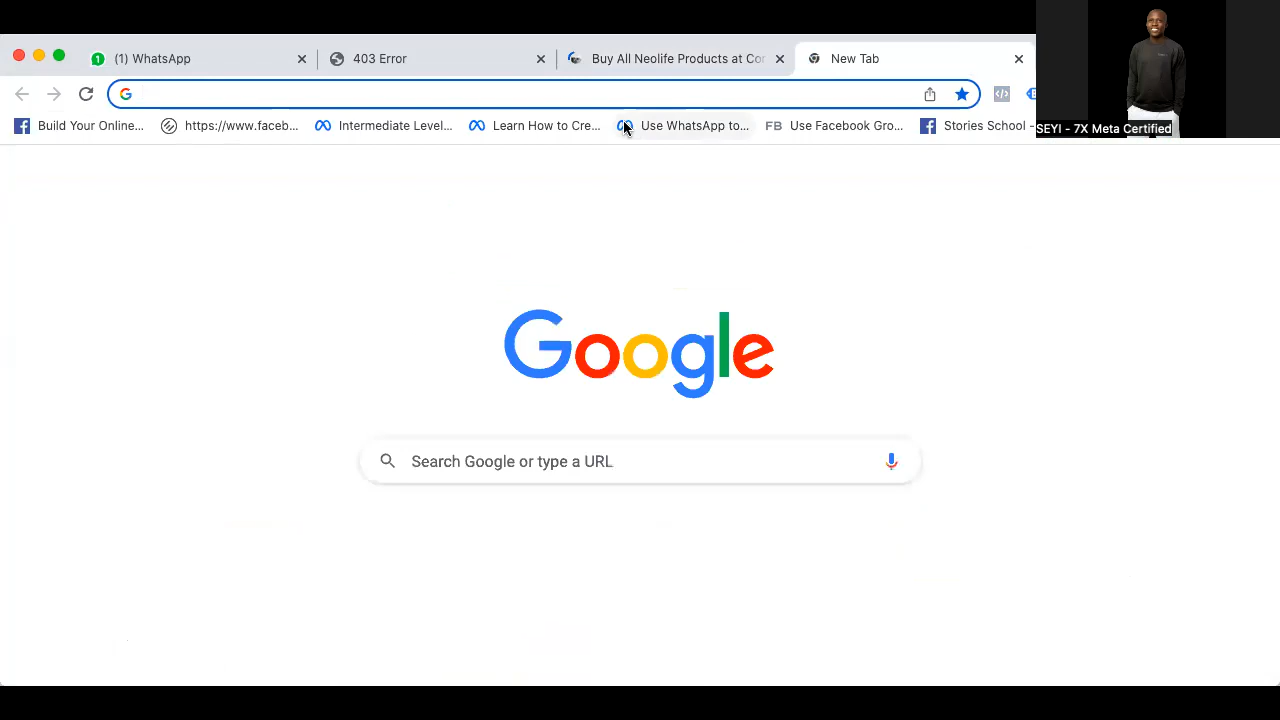 (1) WhatsApp
403 Error
Buy All Neolife Products at Cor
New Tab
Build Your Online...
https://www.faceb...
Intermediate Level...
Learn How to Cre...
Use WhatsApp to...
FB Use Facebook Gro...
Stories School -
SEYI - 7X Meta Certified
Google
Search Google or type a URL